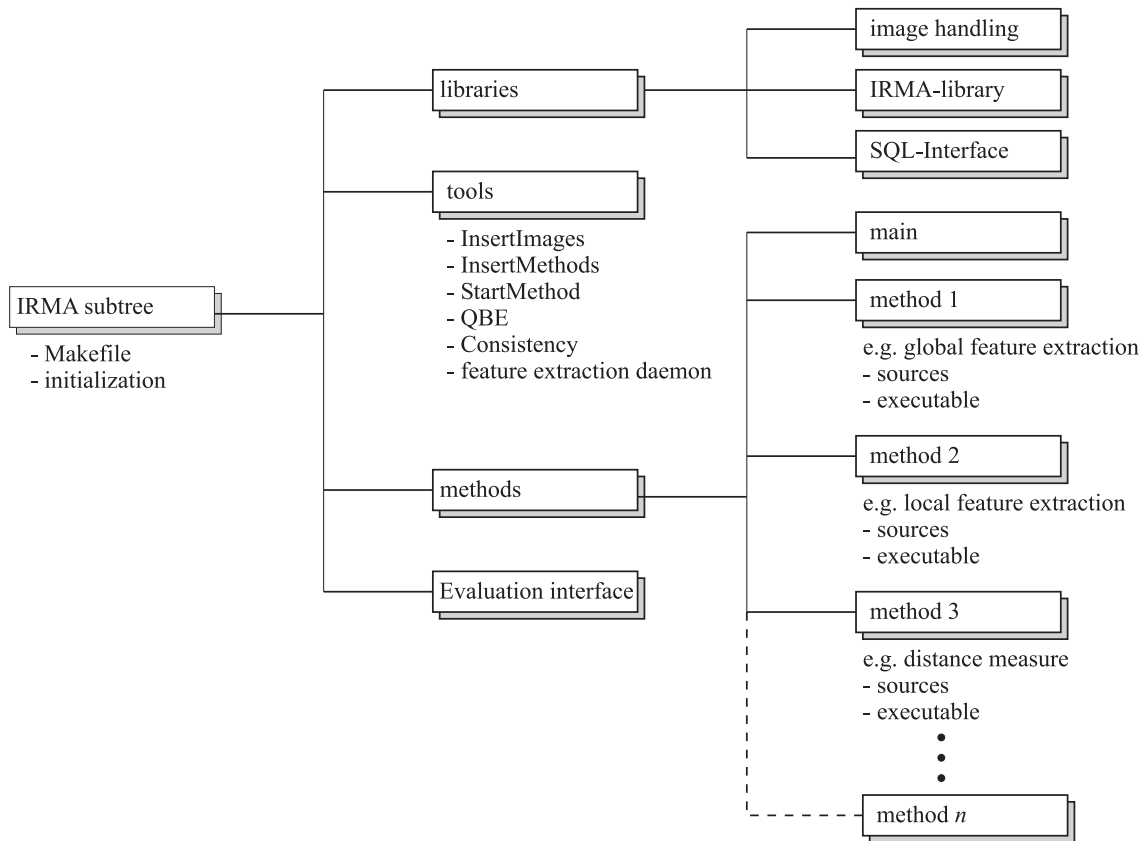 IRMA subtree
- Makefile
- initialization
libraries
tools
- InsertImages
- InsertMethods
- StartMethod
- QBE
- Consistency
- feature extraction daemon
methods
Evaluation interface
image handling
IRMA-library
SQL-Interface
main
method 1
e.g. global feature extraction
- sources
- executable
method 2
e.g. local feature extraction
- sources
- executable
method 3
e.g. distance measure
- sources
- executable
method n